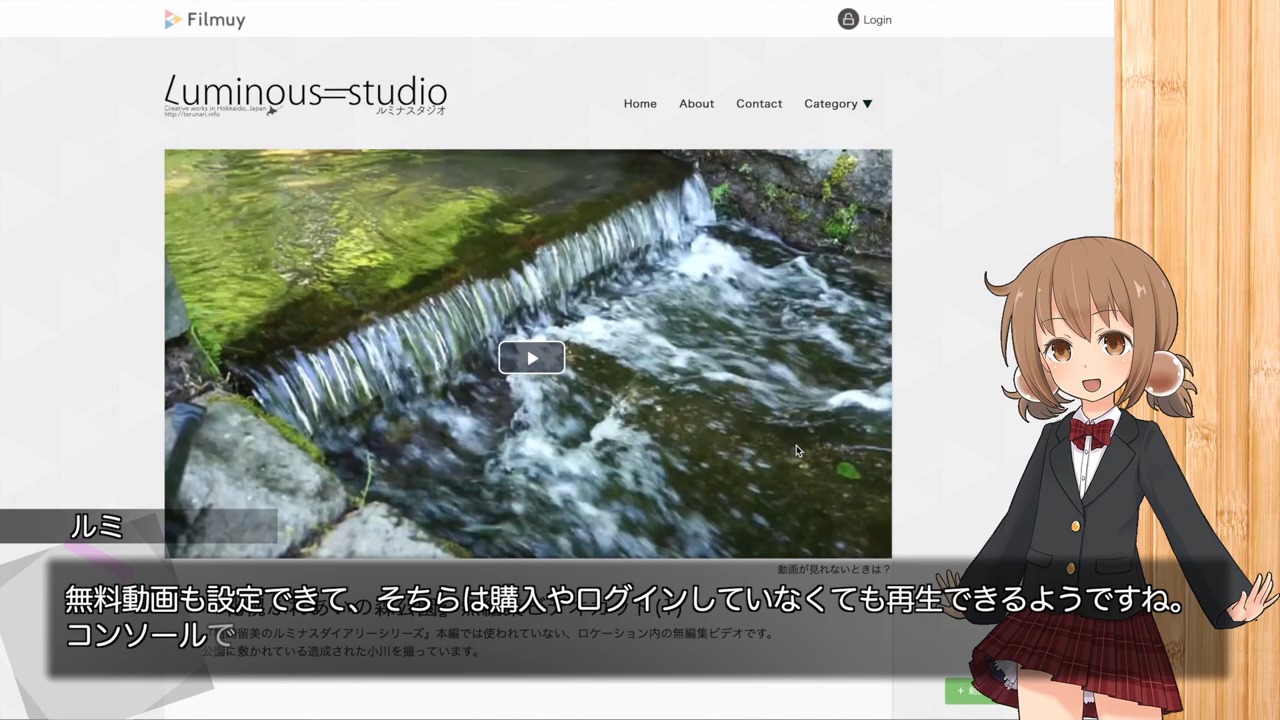 Filmuy
Login
Luminous=studio
Creative works in Hokkaido, Japan
http://terunari.info
ルミナスタジオ
Home
About
Contact
Category ▼
動画が見れないときは？
ルミ
無料動画も設定できて、そちらは購入やログインしていなくても再生できるようですね。
コンソールで
留美のルミナスダイアリーシリーズ』本編では使われていない、ロケーション内の無編集ビデオです。
公園に敷かれている造成された小川を撮っています。